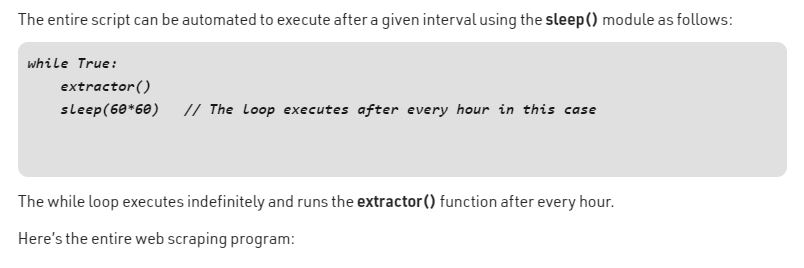 The entire script can be automated to execute after a given interval using the sleep() module as follows:
while True:
    extractor()
    sleep(60*60)   // The loop executes after every hour in this case
The while loop executes indefinitely and runs the extractor() function after every hour.
Here's the entire web scraping program: